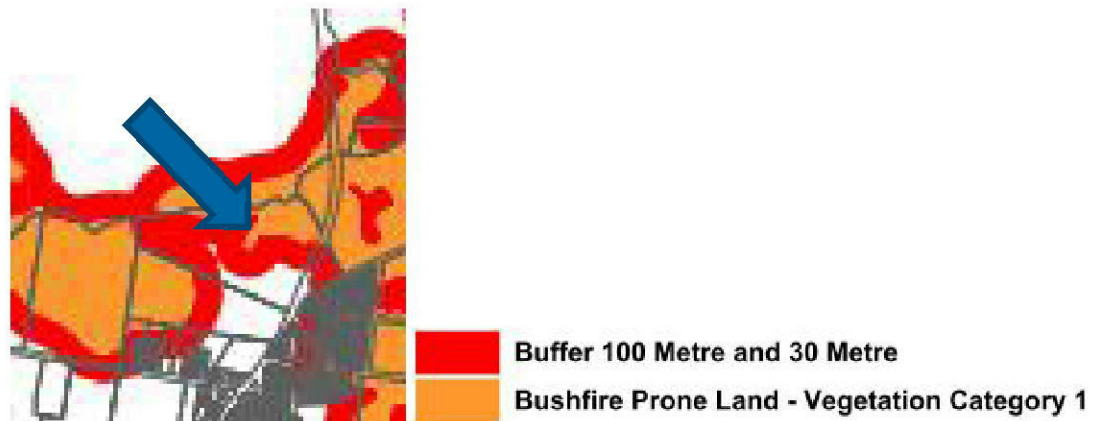 Buffer 100 Metre and 30 Metre
Bushfire Prone Land - Vegetation Category 1